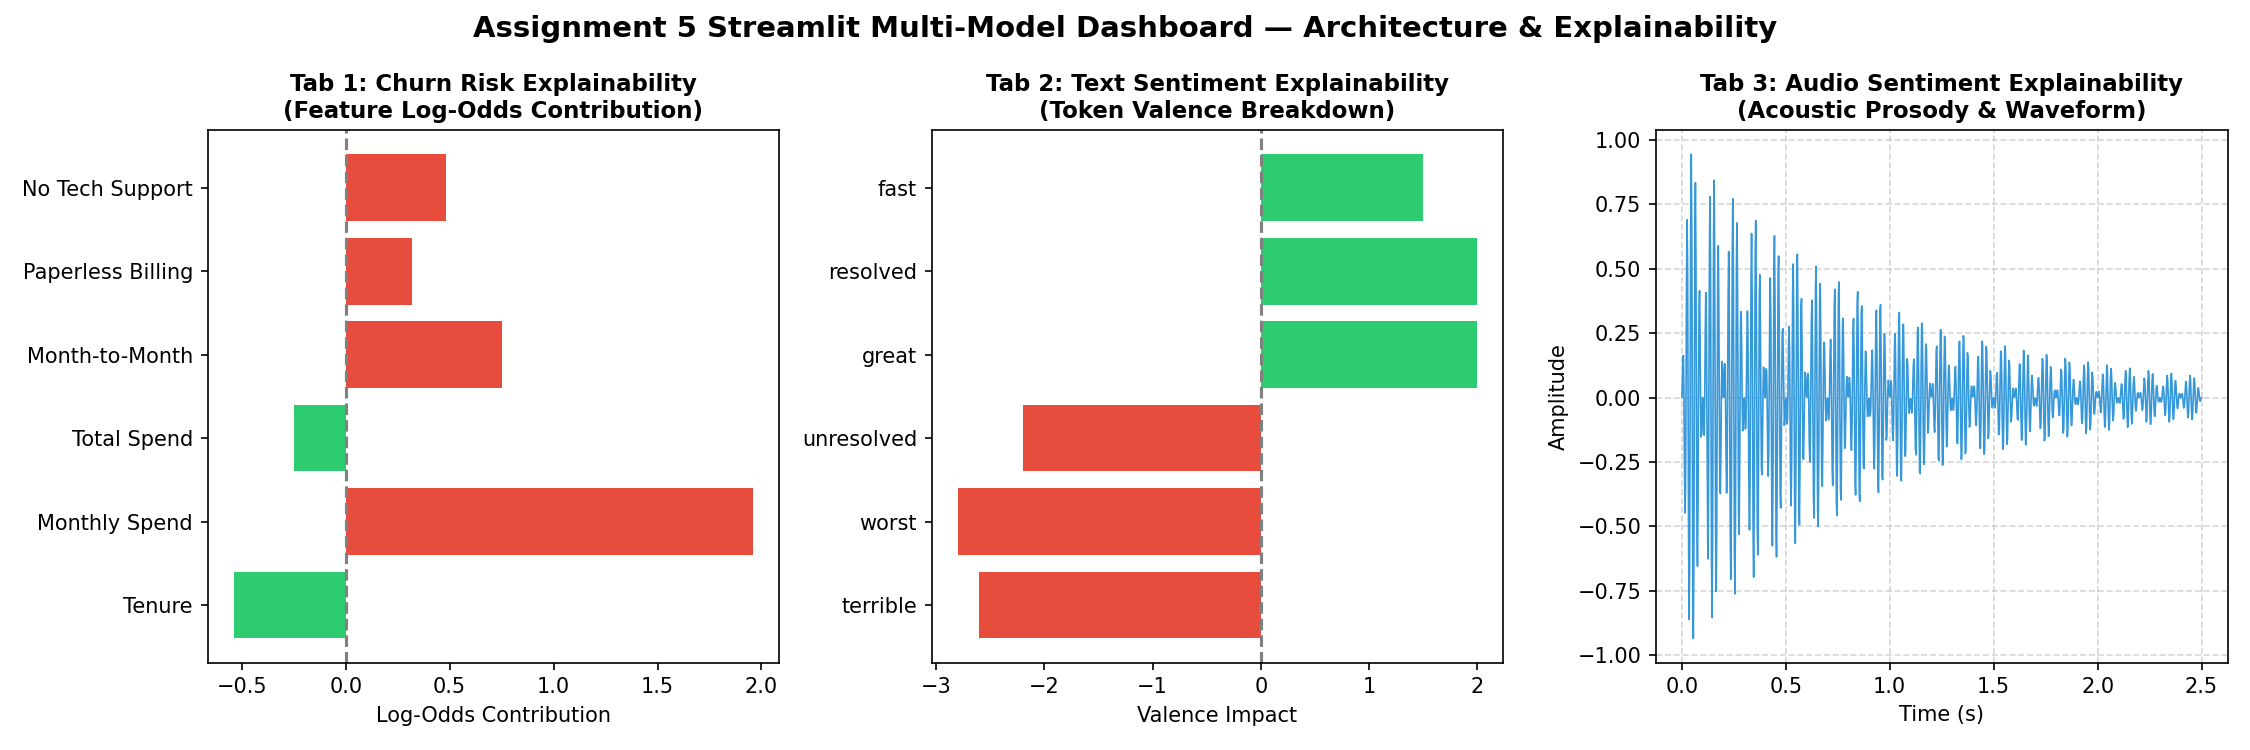 Assignment 5 Streamlit Multi-Model Dashboard — Architecture & Explainability
Tab 1: Churn Risk Explainability
(Feature Log-Odds Contribution)
No Tech Support
Paperless Billing
Month-to-Month
Total Spend
Monthly Spend
Tenure
−0.5 0.0 0.5 1.0 1.5 2.0
Log-Odds Contribution
Tab 2: Text Sentiment Explainability
(Token Valence Breakdown)
fast
resolved
great
unresolved
worst
terrible
−3 −2 −1 0 1 2
Valence Impact
Tab 3: Audio Sentiment Explainability
(Acoustic Prosody & Waveform)
Amplitude
1.00
0.75
0.50
0.25
0.00
−0.25
−0.50
−0.75
−1.00
0.0 0.5 1.0 1.5 2.0 2.5
Time (s)